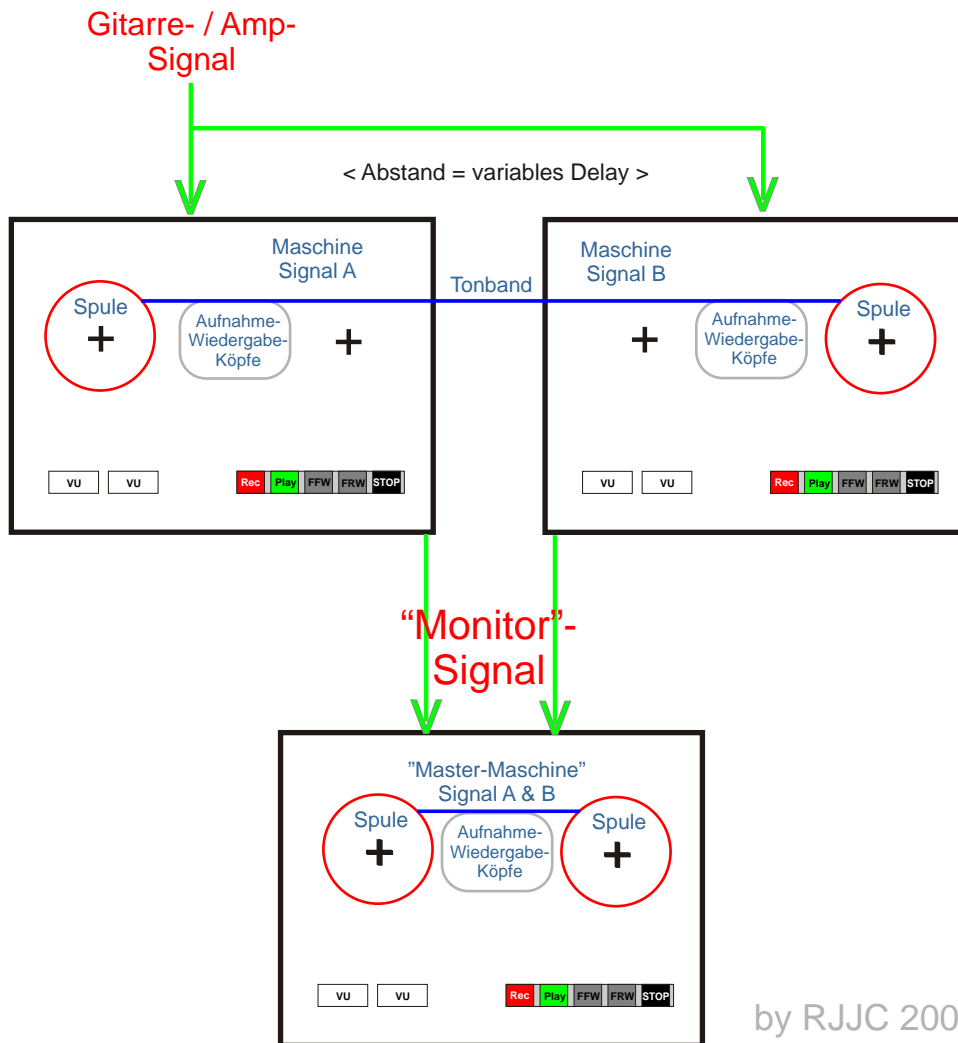 Gitarre- / Amp-
Signal
< Abstand = variables Delay >
Maschine
Signal A
Spule
Aufnahme-
Wiedergabe-
Köpfe
VU VU
Rec Play FFW FRW STOP
Tonband
Maschine
Signal B
Aufnahme-
Wiedergabe-
Köpfe
Spule
VU VU
Rec Play FFW FRW STOP
“Monitor”-
Signal
”Master-Maschine”
Signal A & B
Spule
Aufnahme-
Wiedergabe-
Köpfe
Spule
VU VU
Rec Play FFW FRW STOP
by RJJC 200